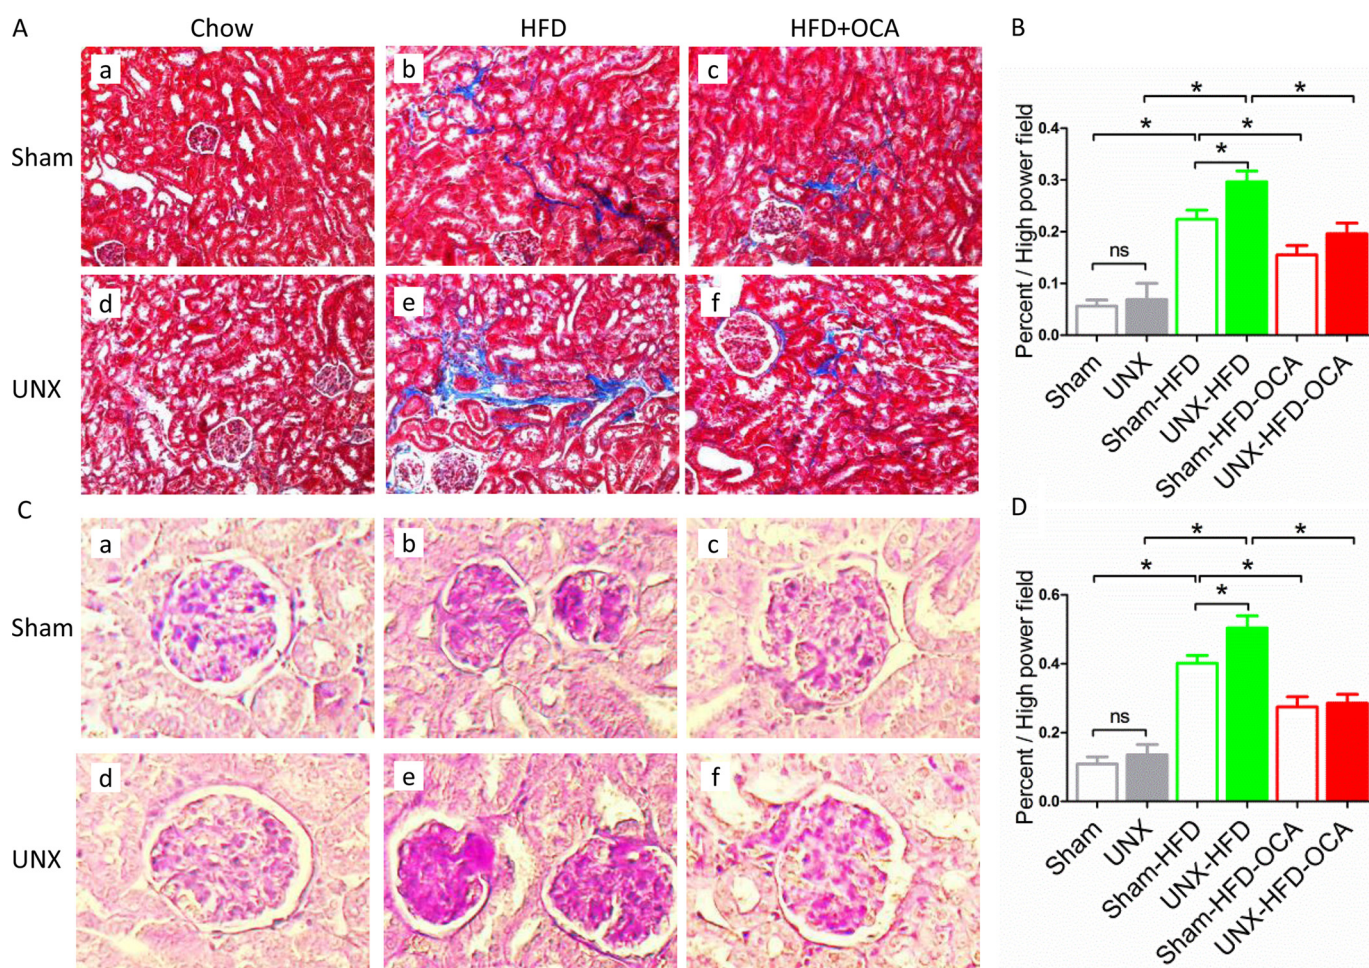 A
Chow
HFD
HFD+OCA
Sham
a
b
c
UNX
d
e
f
B
Percent / High power field
0.4
0.3
0.2
0.1
0.0
ns
*
*
*
*
*
Sham
UNX
Sham-HFD
UNX-HFD
Sham-HFD-OCA
UNX-HFD-OCA
C
Sham
a
b
c
UNX
d
e
f
D
Percent / High power field
0.6
0.4
0.2
0.0
ns
*
*
*
*
*
Sham
UNX
Sham-HFD
UNX-HFD
Sham-HFD-OCA
UNX-HFD-OCA